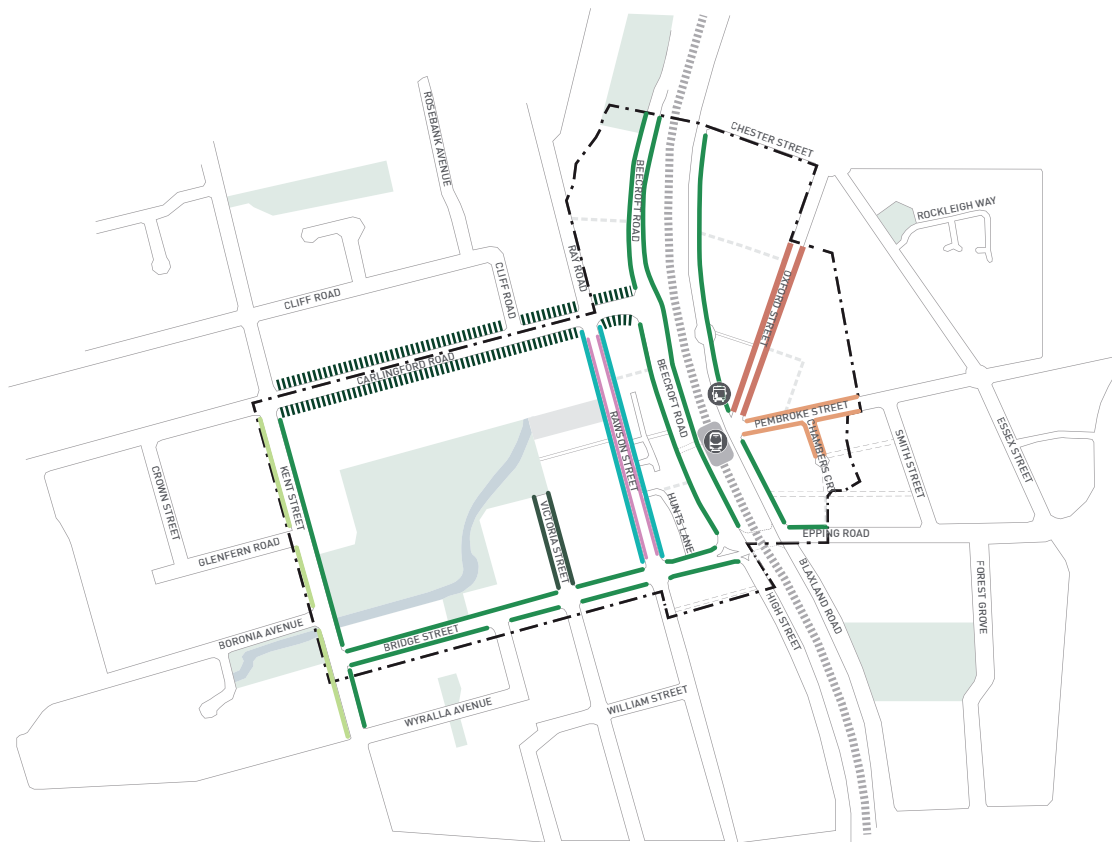 ROSEBANK AVENUE
CHESTER STREET
BEECROFT ROAD
ROCKLEIGH WAY
RAY ROAD
CLIFF ROAD
CLIFF ROAD
OXFORD STREET
CARLINGFORD ROAD
BEECROFT ROAD
PEMBROKE STREET
RAWSON STREET
CHAMBERS CRT
SMITH STREET
ESSEX STREET
KENT STREET
CROWN STREET
VICTORIA STREET
HUNTS LANE
EPPING ROAD
GLENFERN ROAD
BLAXLAND ROAD
FOREST GROVE
BORONIA AVENUE
BRIDGE STREET
HIGH STREET
WYRALLA AVENUE
WILLIAM STREET